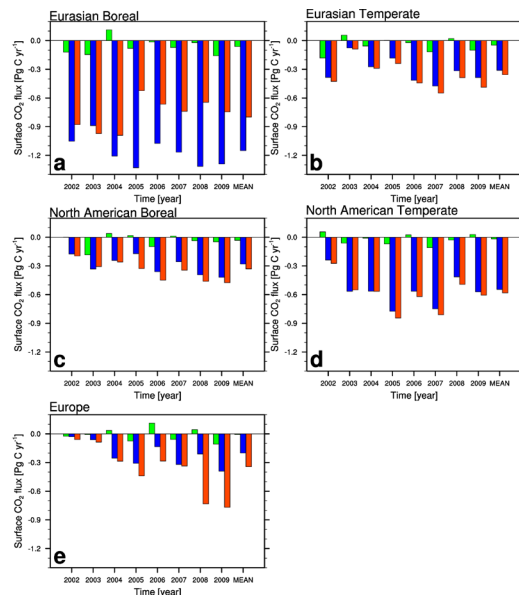 Eurasian Boreal
Surface CO2 flux [Pg C yr-1]
0.0
-0.3
-0.6
-0.9
-1.2
a
2002 2003 2004 2005 2006 2007 2008 2009 MEAN
Time [year]
Eurasian Temperate
Surface CO2 flux [Pg C yr-1]
0.0
-0.3
-0.6
-0.9
-1.2
b
2002 2003 2004 2005 2006 2007 2008 2009 MEAN
Time [year]
North American Boreal
Surface CO2 flux [Pg C yr-1]
0.0
-0.3
-0.6
-0.9
-1.2
c
2002 2003 2004 2005 2006 2007 2008 2009 MEAN
Time [year]
North American Temperate
Surface CO2 flux [Pg C yr-1]
0.0
-0.3
-0.6
-0.9
-1.2
d
2002 2003 2004 2005 2006 2007 2008 2009 MEAN
Time [year]
Europe
Surface CO2 flux [Pg C yr-1]
0.0
-0.3
-0.6
-0.9
-1.2
e
2002 2003 2004 2005 2006 2007 2008 2009 MEAN
Time [year]